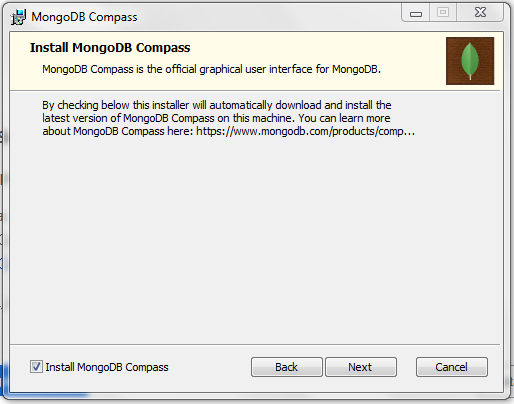 MongoDB Compass
Install MongoDB Compass
MongoDB Compass is the official graphical user interface for MongoDB.
By checking below this installer will automatically download and install the
latest version of MongoDB Compass on this machine. You can learn more
about MongoDB Compass here: https://www.mongodb.com/products/comp...
Install MongoDB Compass
Back
Next
Cancel